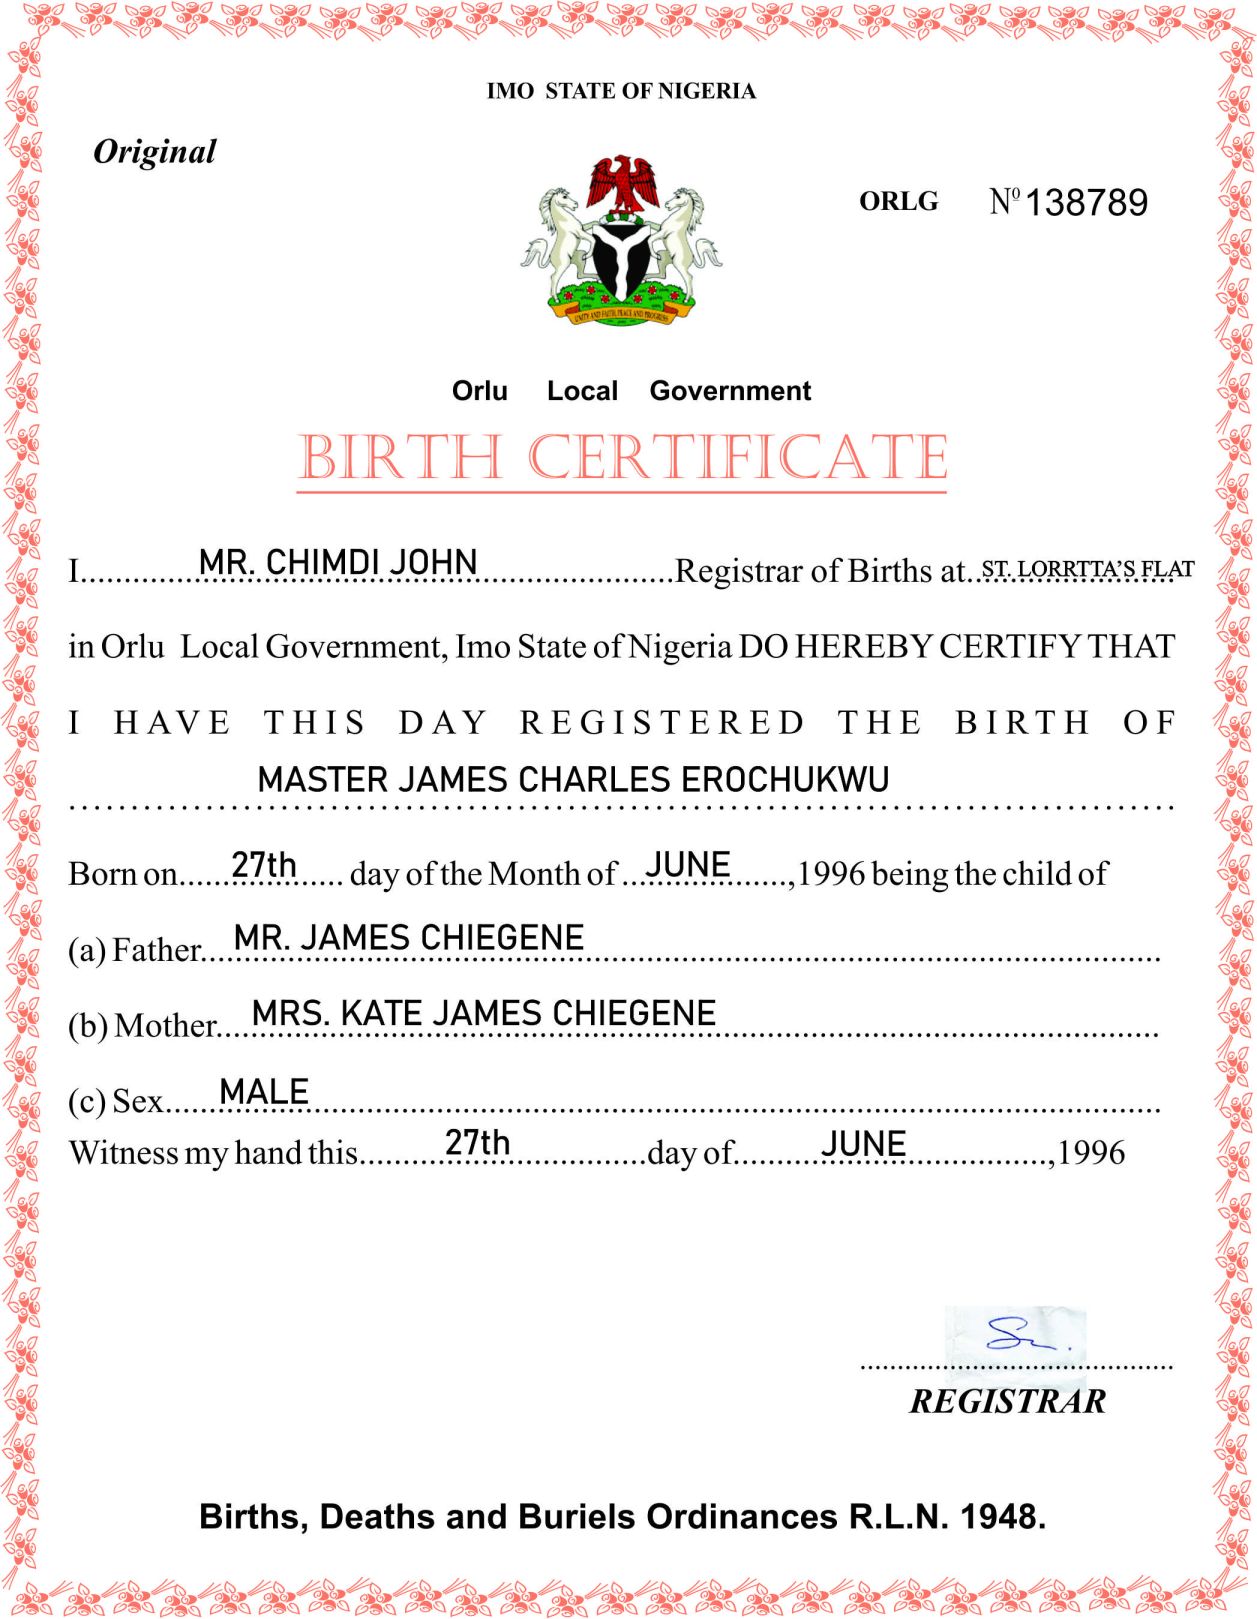 IMO STATE OF NIGERIA
Original
ORLG Nº 138789
UNITY AND FAITH, PEACE AND PROGRESS
Orlu Local Government
BIRTH CERTIFICATE
I..............MR. CHIMDI JOHN......................Registrar of Births at..ST. LORRTTA'S FLAT
in Orlu Local Government, Imo State of Nigeria DO HEREBY CERTIFY THAT
I HAVE THIS DAY REGISTERED THE BIRTH OF
MASTER JAMES CHARLES EROCHUKWU
Born on......27th...... day of the Month of ...JUNE.......,1996 being the child of
(a) Father....MR. JAMES CHIEGENE
(b) Mother....MRS. KATE JAMES CHIEGENE
(c) Sex......MALE
Witness my hand this..........27th................day of..........JUNE................,1996
REGISTRAR
Births, Deaths and Buriels Ordinances R.L.N. 1948.